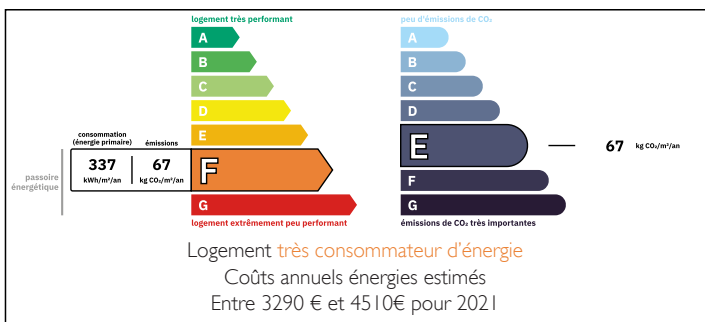 logement très performant
A
B
C
D
E
consommation
(énergie primaire)
émissions
337
kWh/m²/an
67
kg CO₂/m²/an
F
passoire
énergétique
G
logement extrêmement peu performant
peu d'émissions de CO₂
A
B
C
D
E
67 kg CO₂/m²/an
F
G
émissions de CO₂ très importantes
Logement très consommateur d'énergie
Coûts annuels énergies estimés
Entre 3290 € et 4510€ pour 2021